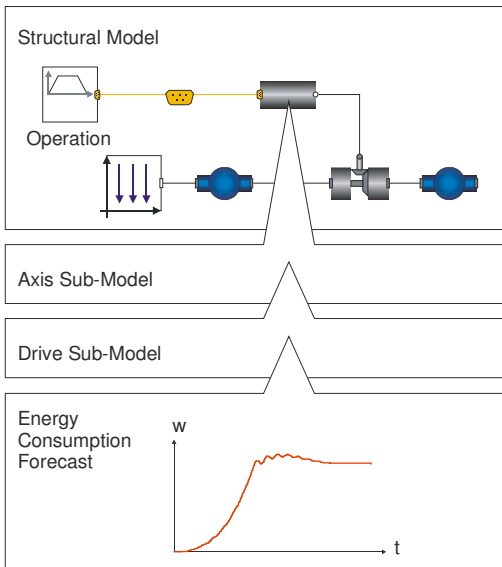 Structural Model
Operation
Axis Sub-Model
Drive Sub-Model
Energy
Consumption
Forecast
w
t